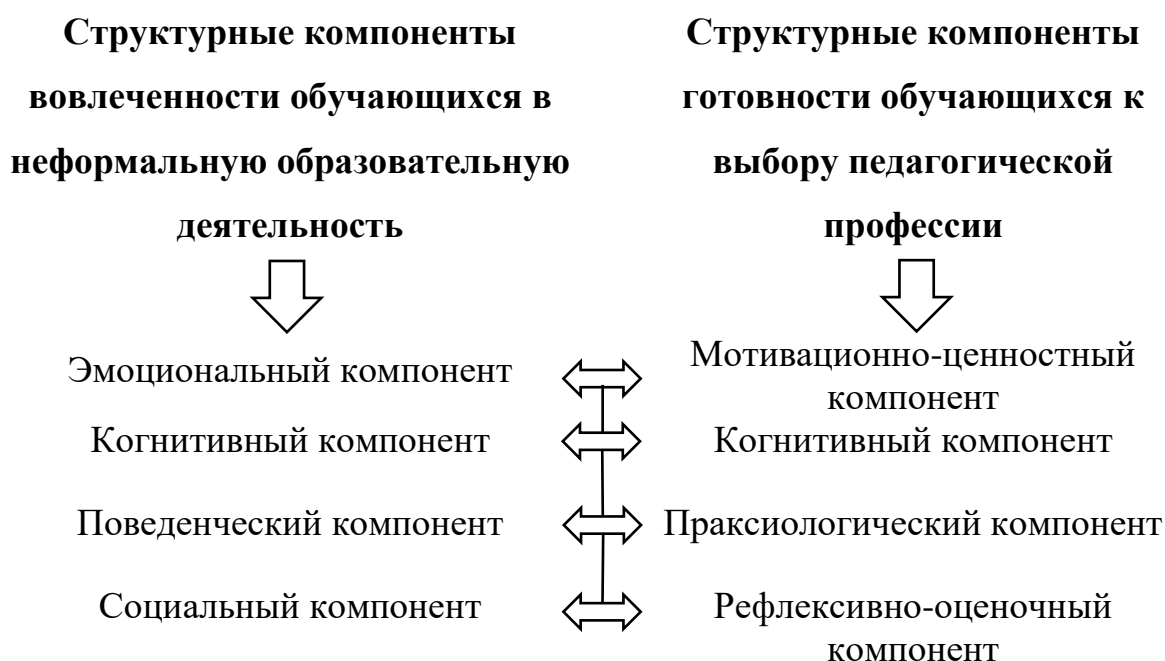 Структурные компоненты
вовлеченности обучающихся в
неформальную образовательную
деятельность
Структурные компоненты
готовности обучающихся к
выбору педагогической
профессии
Эмоциональный компонент
Мотивационно-ценностный
компонент
Когнитивный компонент
Когнитивный компонент
Поведенческий компонент
Праксиологический компонент
Социальный компонент
Рефлексивно-оценочный
компонент